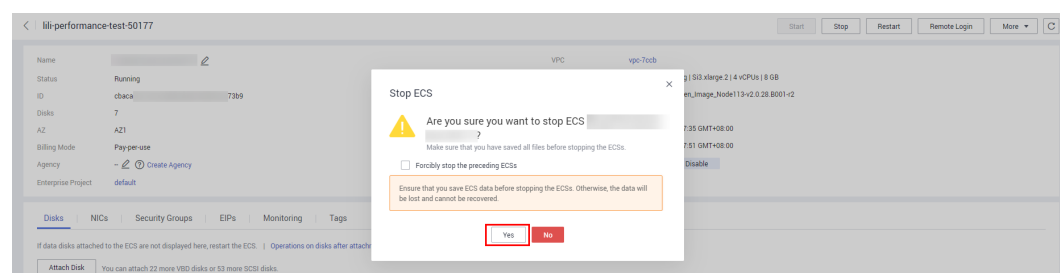 lili-performance-test-50177
Start
Stop
Restart
Remote Login
More
C
Name
VPC
vpc-7ccb
Status
Running
g | SI3.xlarge.2 | 4 vCPUs | 8 GB
ID
cbaca
73b9
en_Image_Node113-v2.0.28.B001-r2
Disks
7
AZ
AZ1
7:35 GMT+08:00
Billing Mode
Pay-per-use
7:51 GMT+08:00
Agency
--
Create Agency
Disable
Enterprise Project
default
Stop ECS
Are you sure you want to stop ECS
?
Make sure that you have saved all files before stopping the ECSs.
Forcibly stop the preceding ECSs
Ensure that you save ECS data before stopping the ECSs. Otherwise, the data will
be lost and cannot be recovered.
Yes
No
Disks
NICs
Security Groups
EIPs
Monitoring
Tags
If data disks attached to the ECS are not displayed here, restart the ECS. | Operations on disks after attach
Attach Disk
You can attach 22 more VBD disks or 53 more SCSI disks.